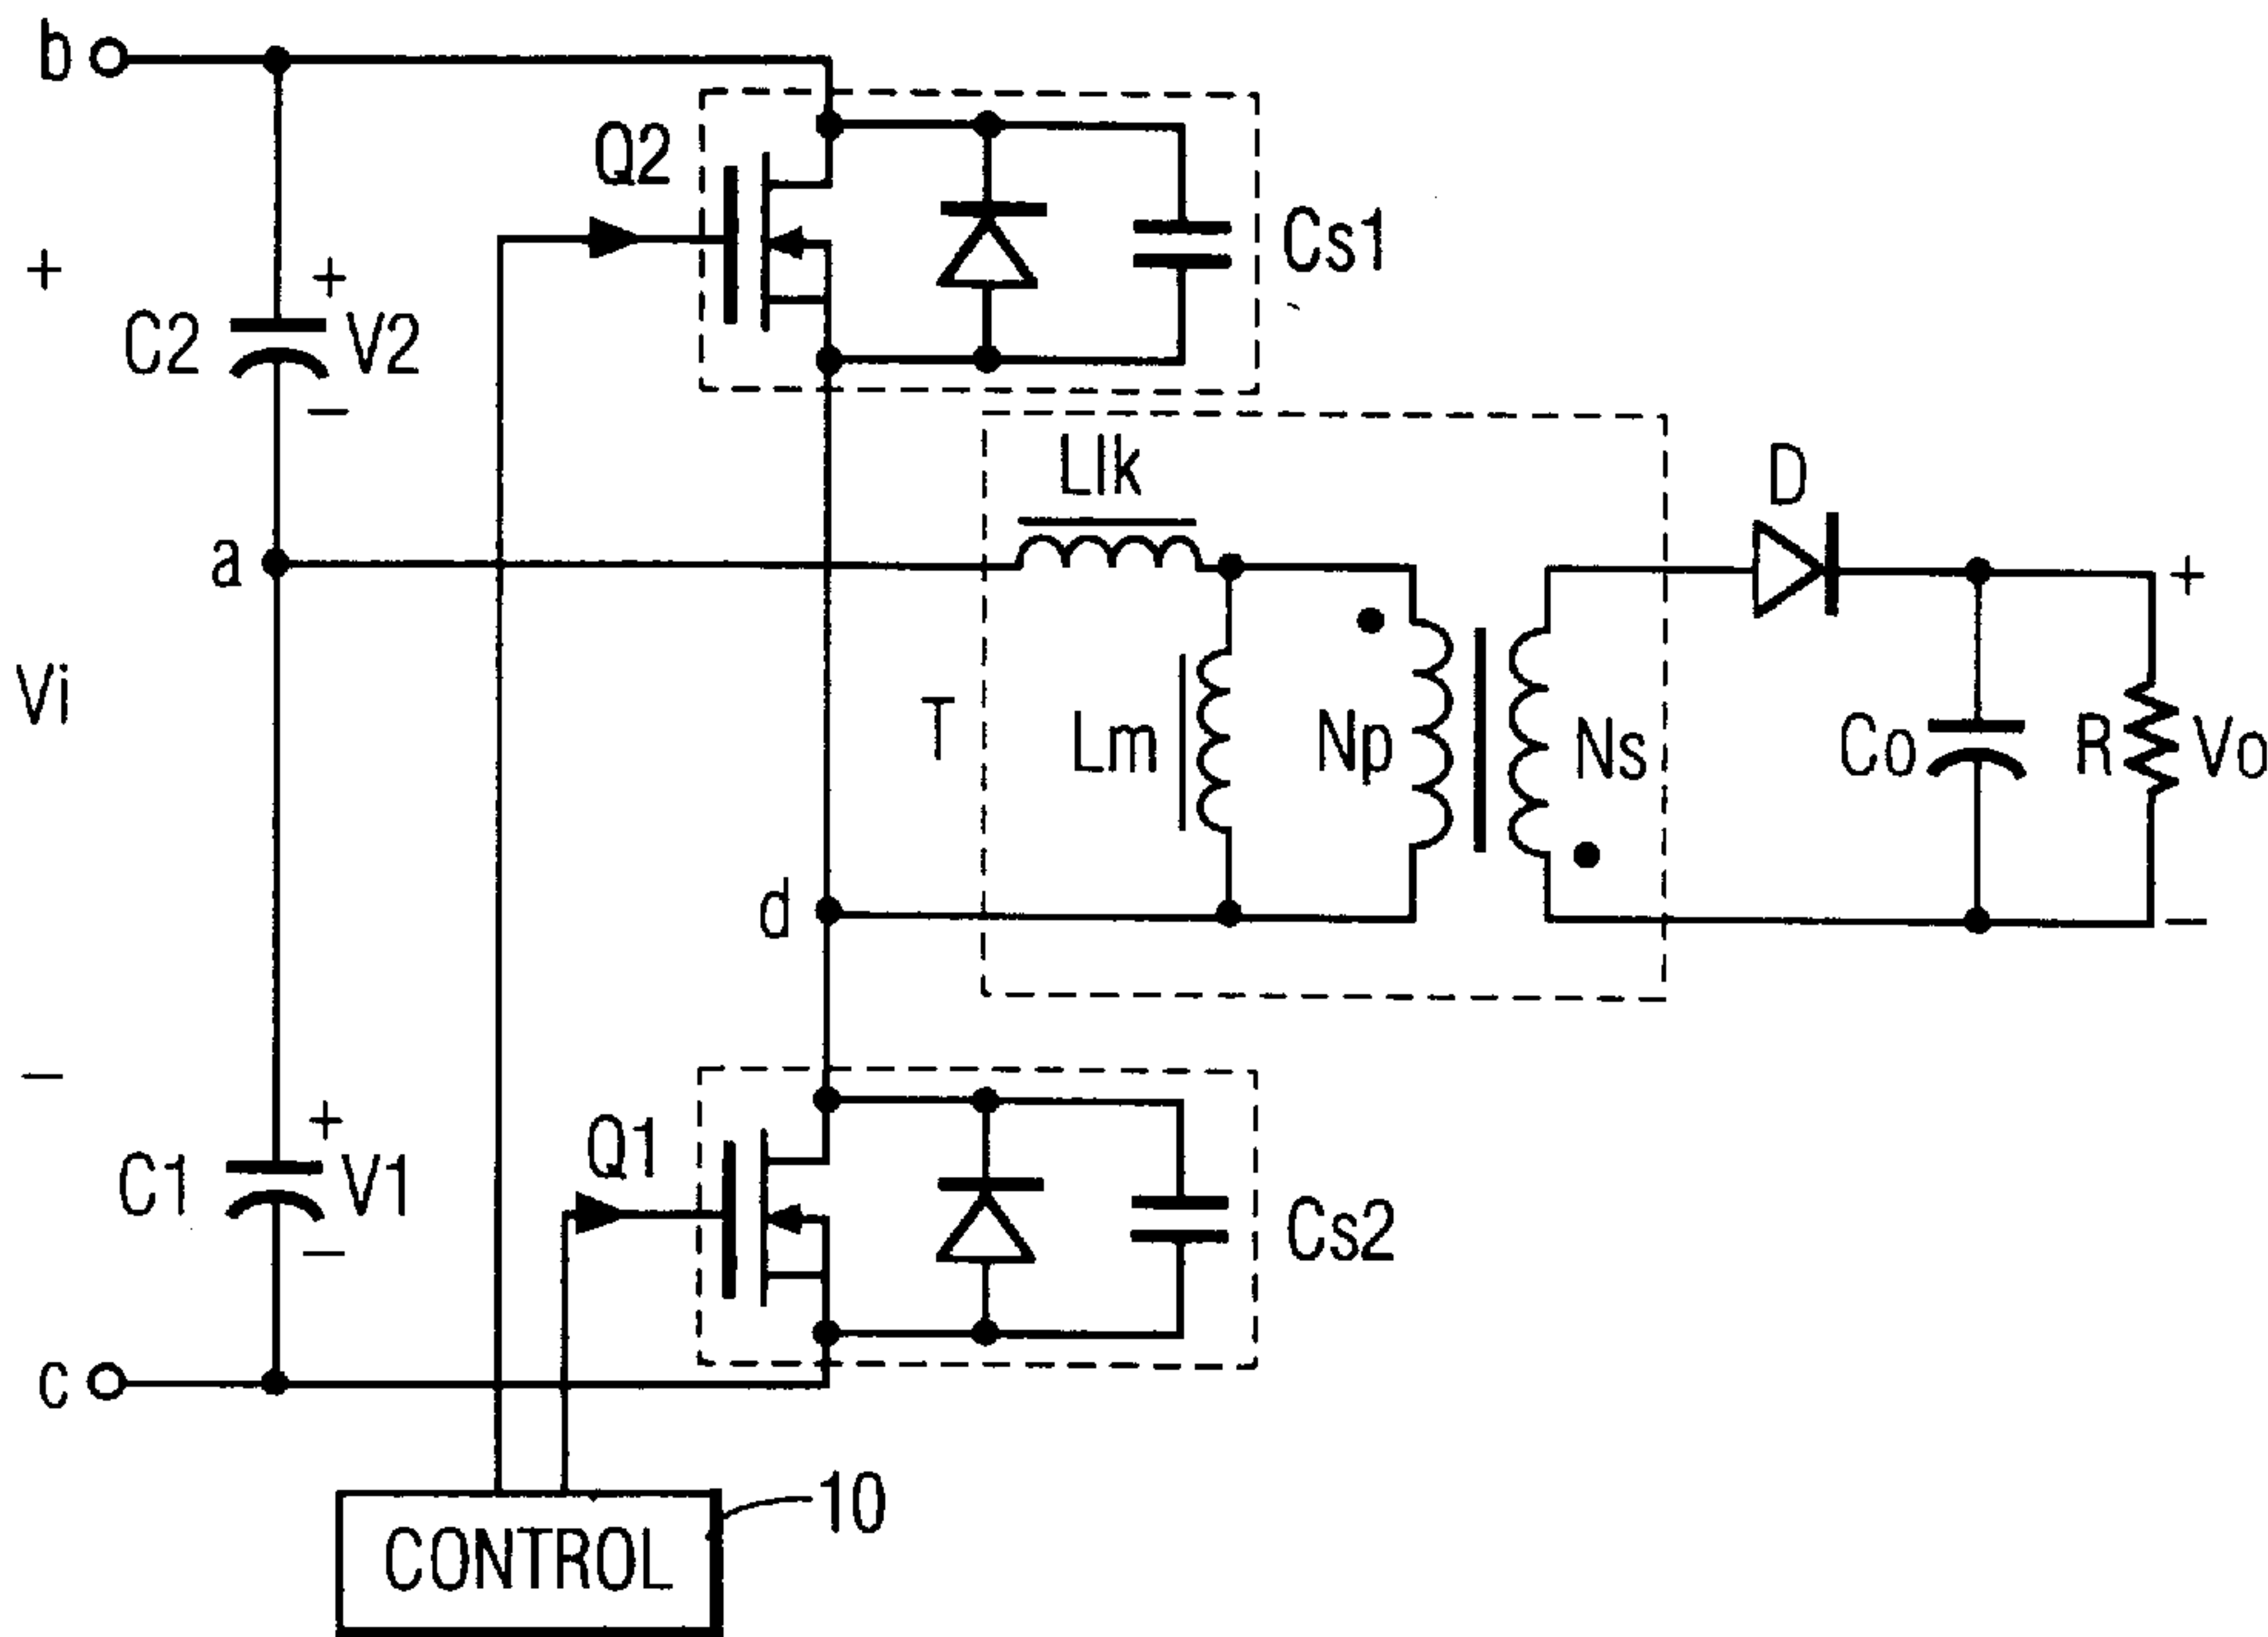 b
Q2
Cs1
+
+
C2
V2
−
Llk
D
a
+
Vi
T
Lm
Np
Ns
Co
R
Vo
d
−
−
+
Q1
C1
V1
Cs2
−
c
10
CONTROL